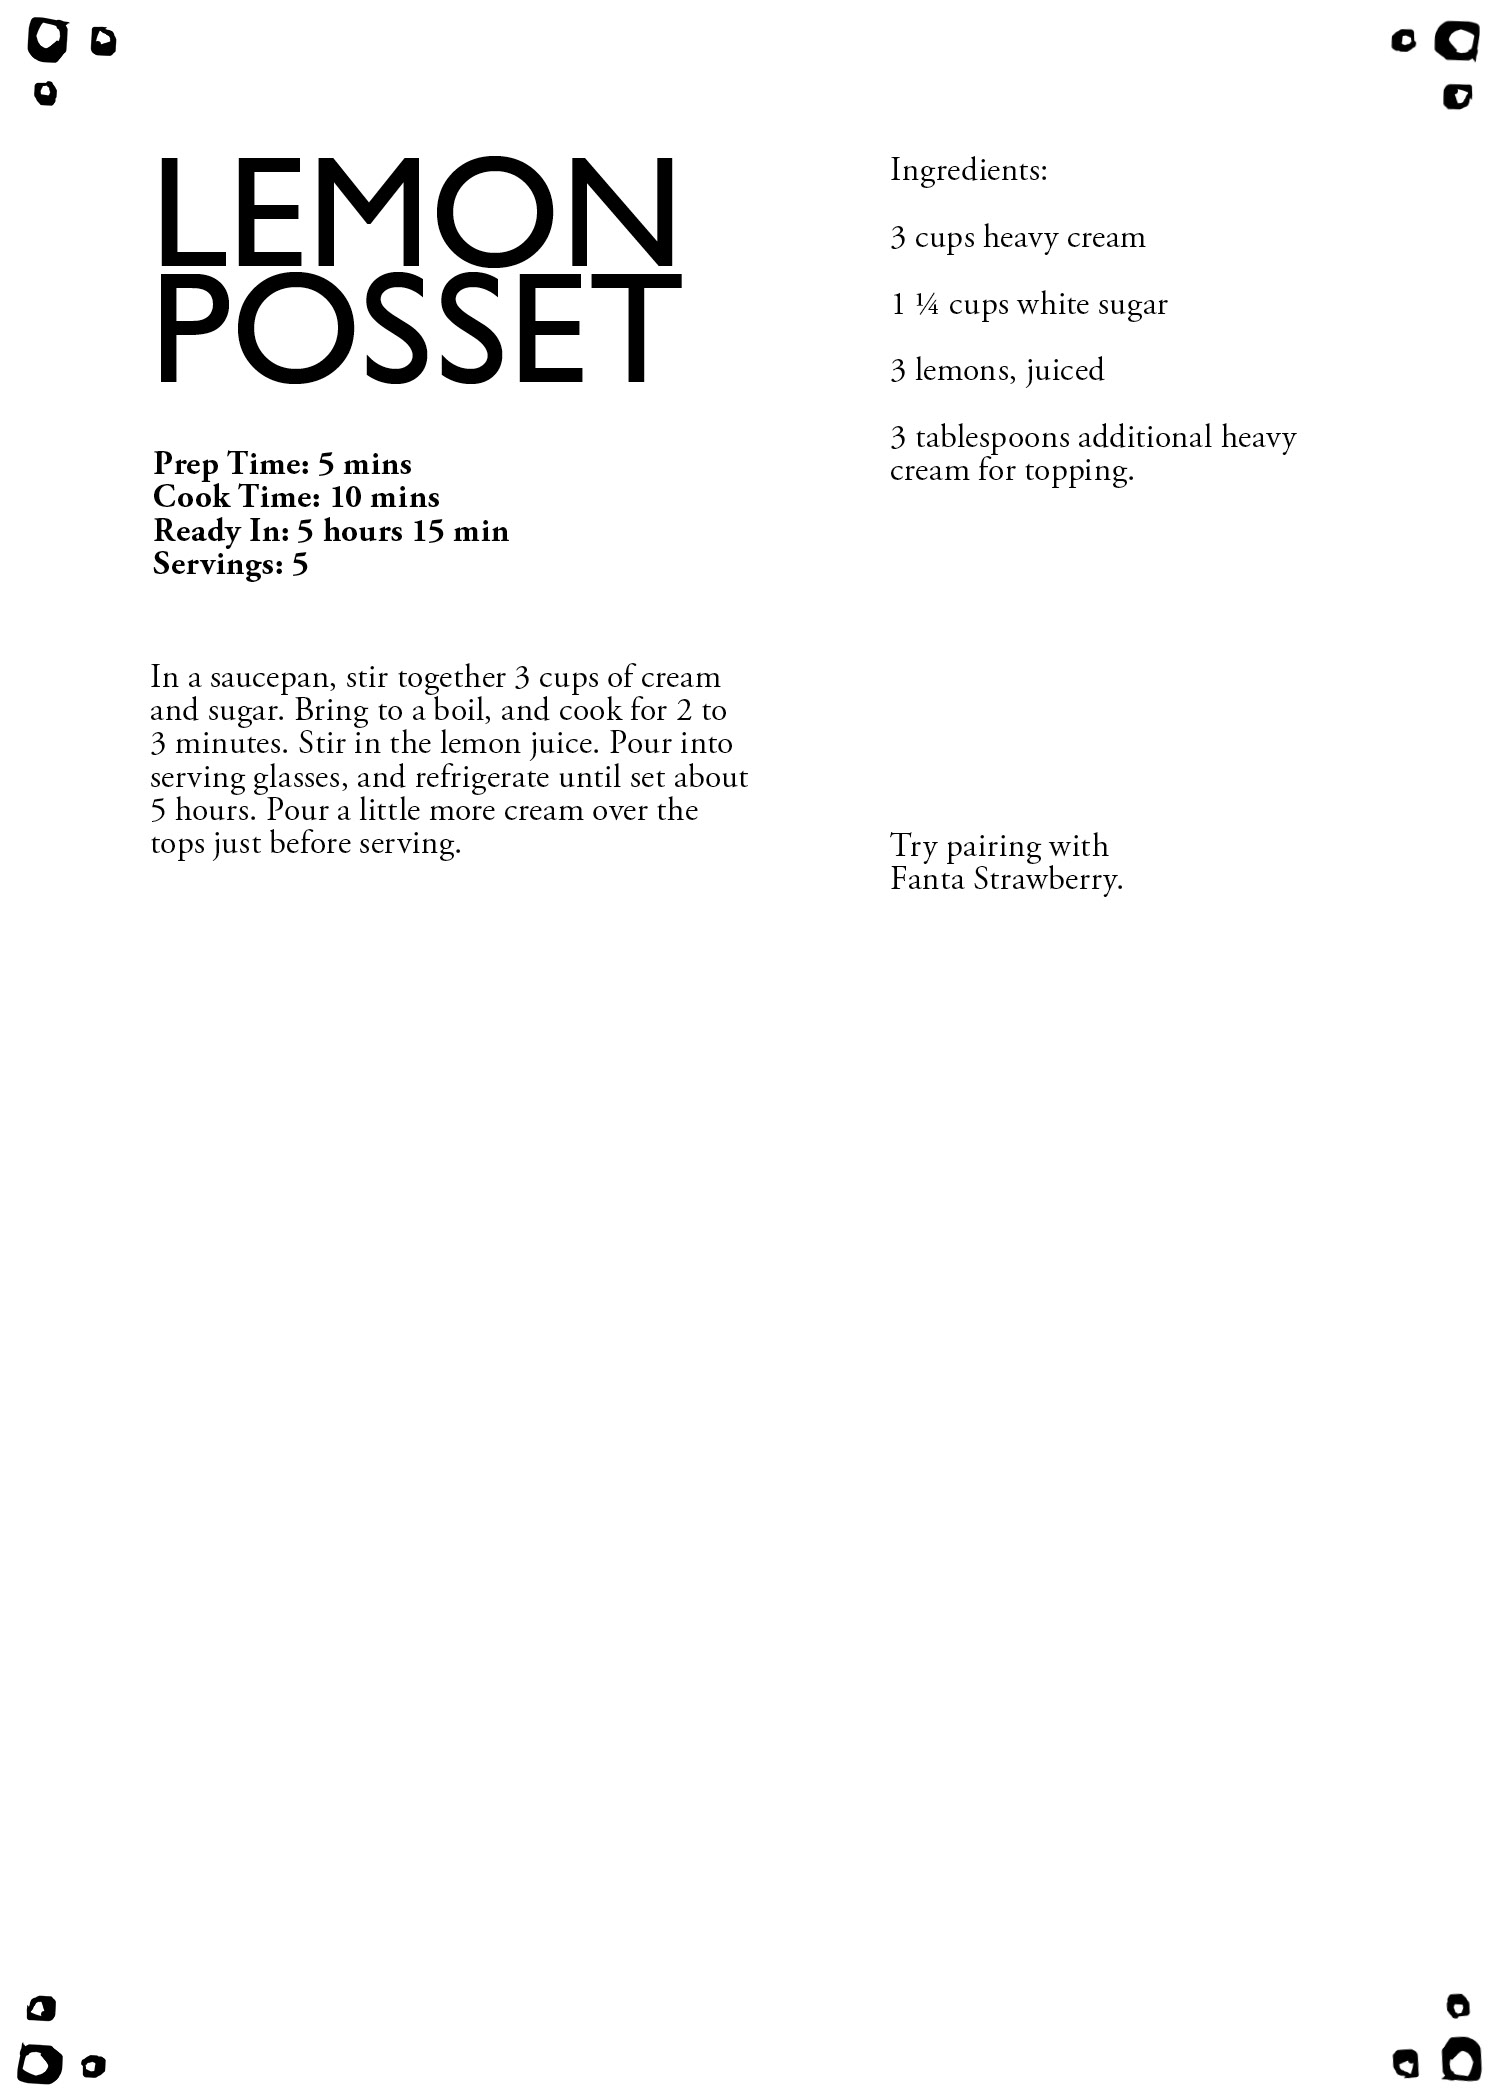 LEMON
POSSET
Prep Time: 5 mins
Cook Time: 10 mins
Ready In: 5 hours 15 min
Servings: 5
In a saucepan, stir together 3 cups of cream
and sugar. Bring to a boil, and cook for 2 to
3 minutes. Stir in the lemon juice. Pour into
serving glasses, and refrigerate until set about
5 hours. Pour a little more cream over the
tops just before serving.
Ingredients:
3 cups heavy cream
1 ¼ cups white sugar
3 lemons, juiced
3 tablespoons additional heavy
cream for topping.
Try pairing with
Fanta Strawberry.